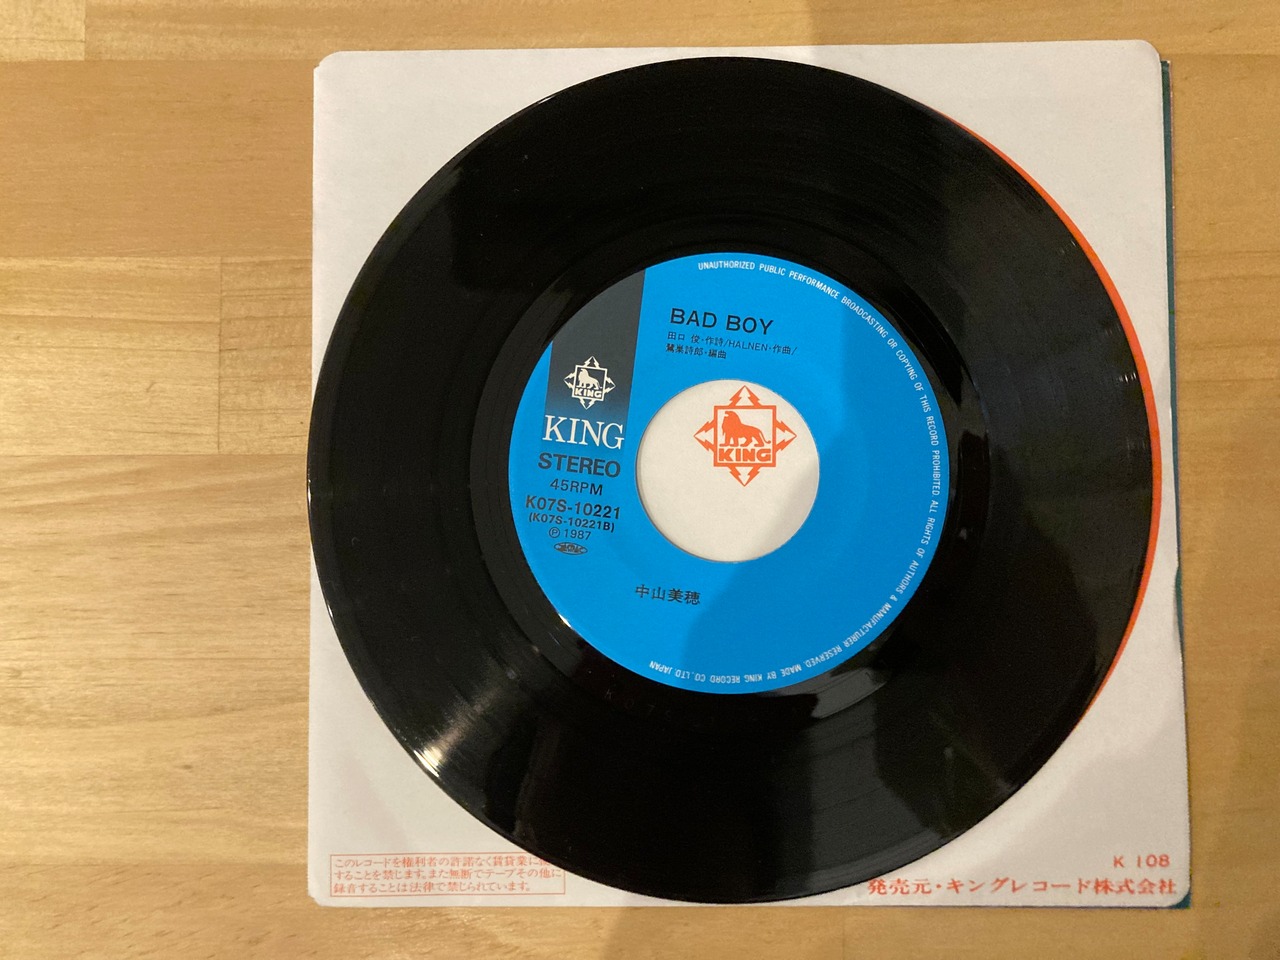 BAD BOY
田口 俊・作詩/HALNEN・作曲/
鷺巣詩郎・編曲
KING
KING
KING
STEREO
45RPM
K07S-10221
(K07S-10221B)
Ⓟ 1987
中山美穂
UNAUTHORIZED PUBLIC PERFORMANCE BROADCASTING OR COPYING OF THIS RECORD PROHIBITED. ALL RIGHTS OF AUTHORS & MANUFACTURER RESERVED. MADE BY KING RECORD CO., LTD. JAPAN
このレコードを権利者の許諾なく賃貸業に
することを禁じます。また無断でテープその他に
録音することは法律で禁じられています。
K 108
発売元・キングレコード株式会社